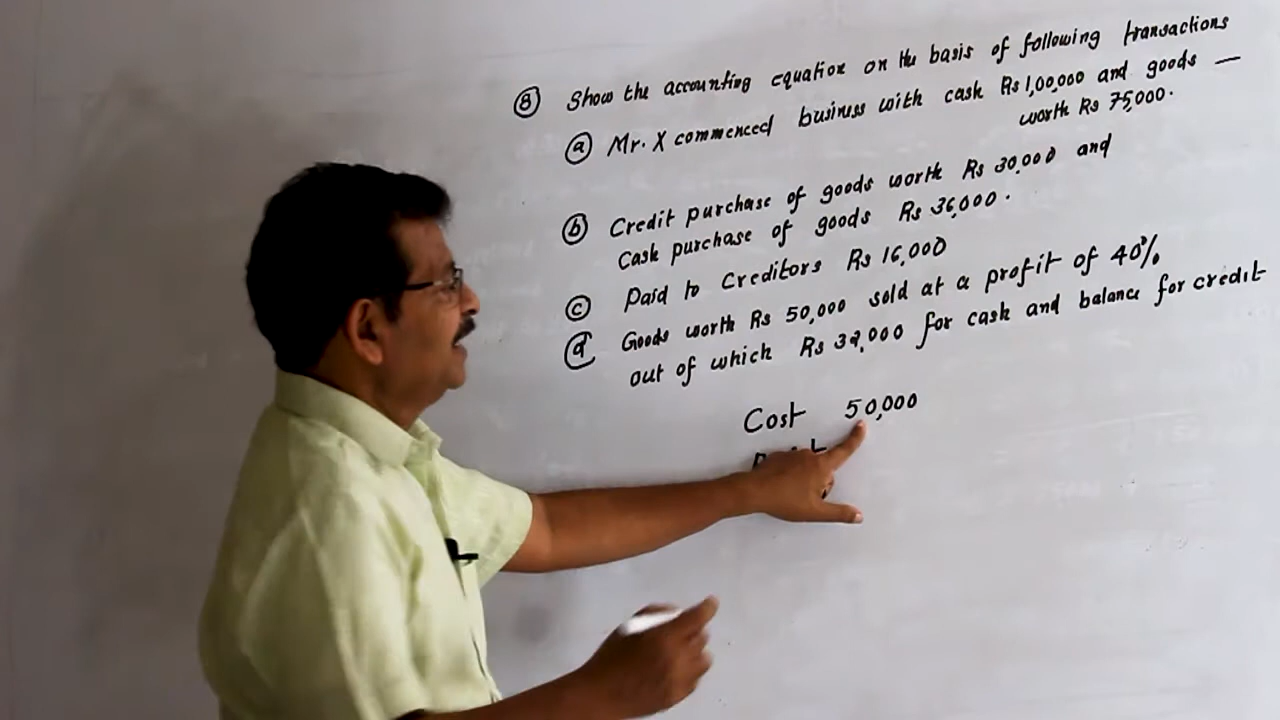 ⑧ Show the accounting equation on the basis of following transactions
ⓐ Mr. X commenced business with cash Rs 1,00,000 and goods —
worth Rs 75,000.
ⓑ Credit purchase of goods worth Rs 30,000 and
Cash purchase of goods Rs 36,000.
ⓒ Paid to Creditors Rs 16,000
ⓓ Goods worth Rs 50,000 sold at a profit of 40%
out of which Rs 32,000 for cash and balance for credit
Cost 50,000